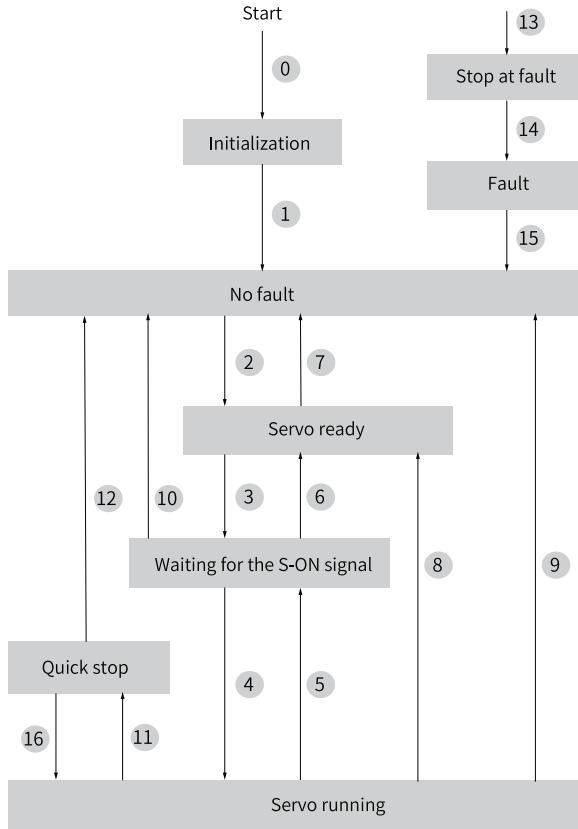 Start
13
0
Stop at fault
Initialization
14
Fault
1
15
No fault
2
7
Servo ready
12
10
3
6
Waiting for the S-ON signal
8
9
Quick stop
4
5
16
11
Servo running